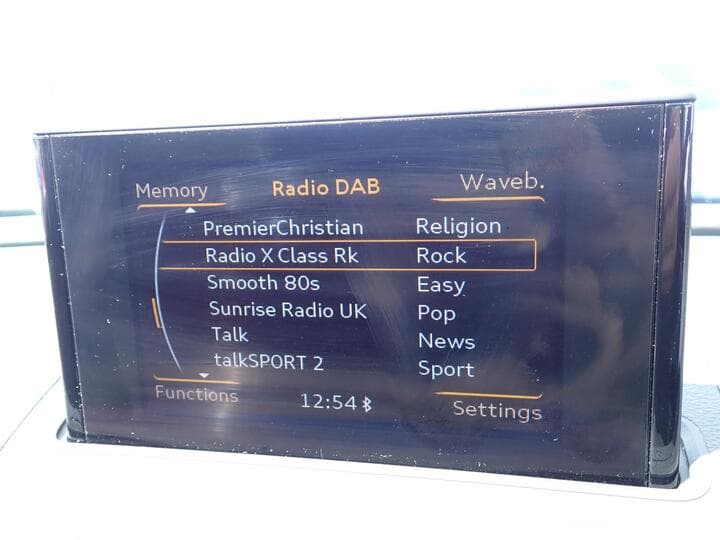 Memory Radio DAB Waveb.
PremierChristian Religion
Radio X Class Rk Rock
Smooth 80s Easy
Sunrise Radio UK Pop
Talk News
talkSPORT 2 Sport
Functions 12:54 Settings